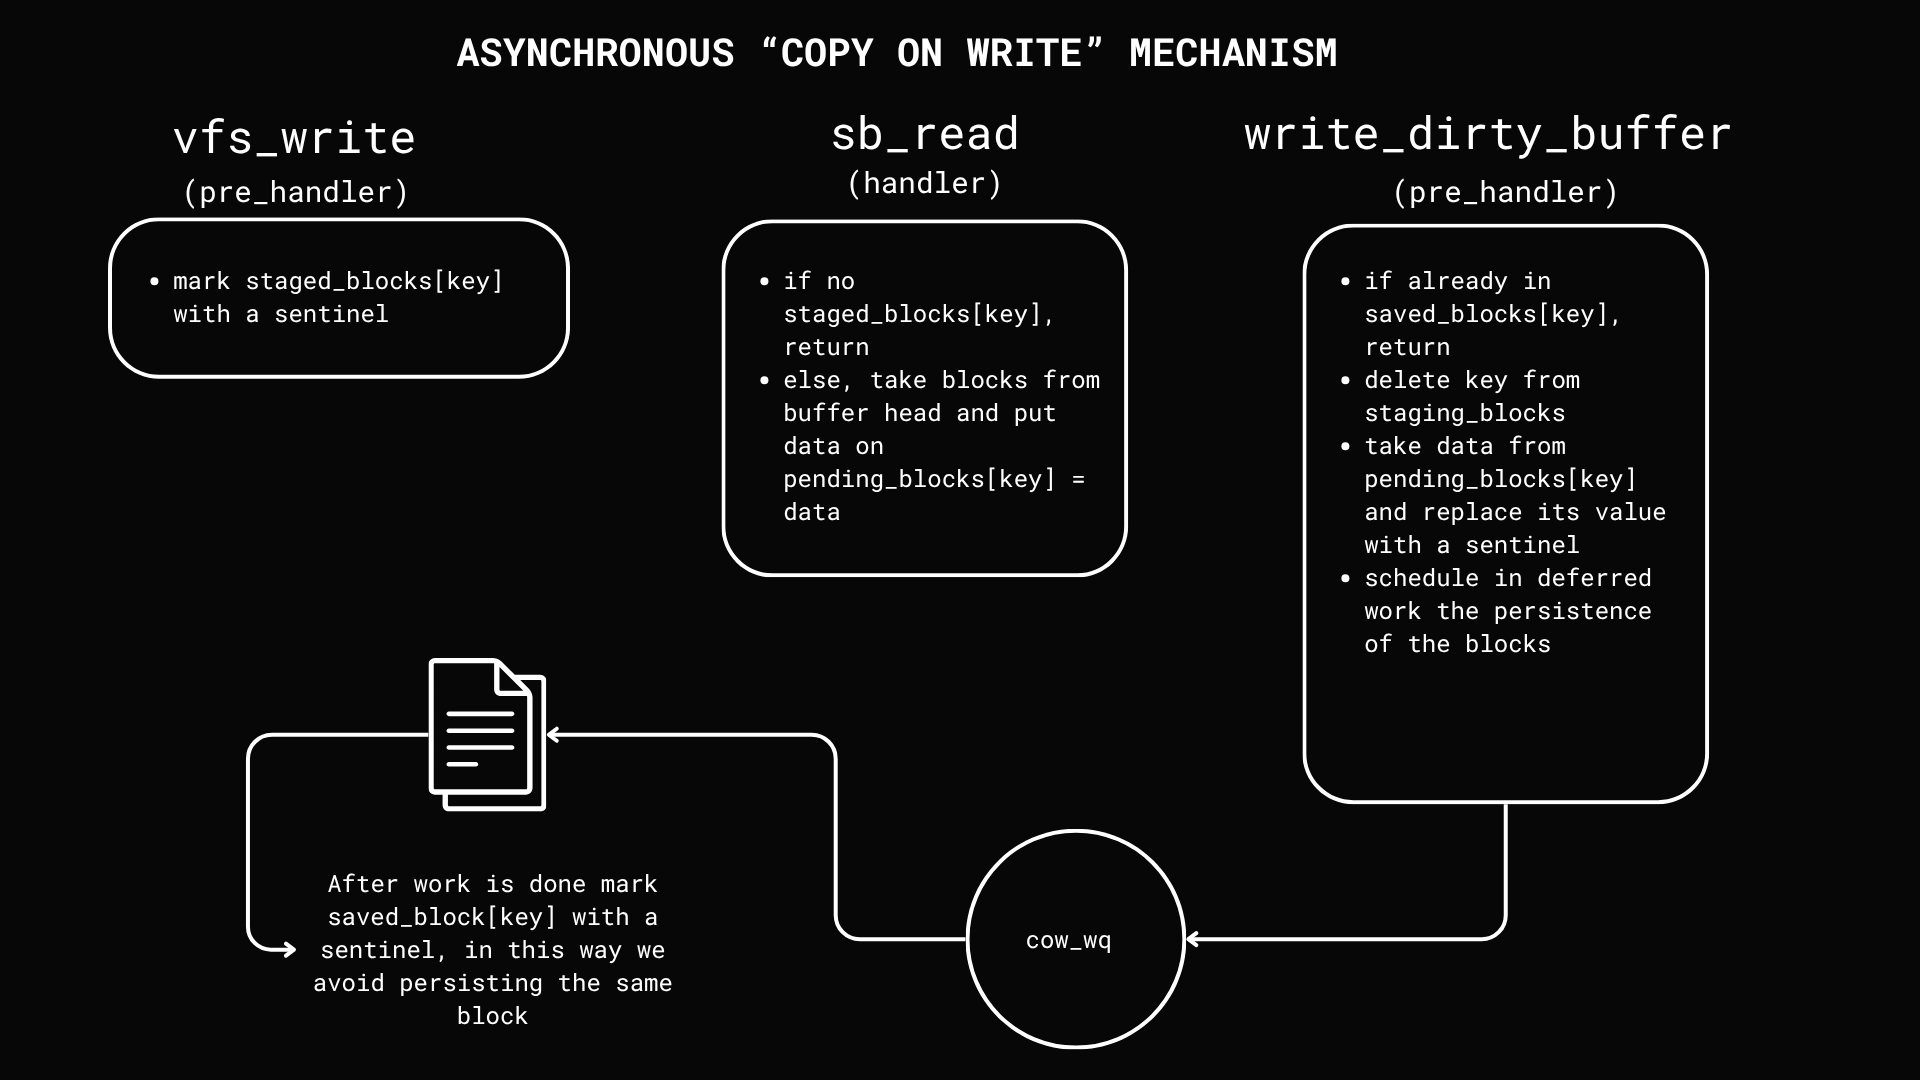 ASYNCHRONOUS “COPY ON WRITE” MECHANISM
vfs_write
(pre_handler)
• mark staged_blocks[key]
with a sentinel
sb_read
(handler)
• if no
staged_blocks[key],
return
• else, take blocks from
buffer head and put
data on
pending_blocks[key] =
data
write_dirty_buffer
(pre_handler)
• if already in
saved_blocks[key],
return
• delete key from
staging_blocks
• take data from
pending_blocks[key]
and replace its value
with a sentinel
• schedule in deferred
work the persistence
of the blocks
cow_wq
After work is done mark
saved_block[key] with a
sentinel, in this way we
avoid persisting the same
block